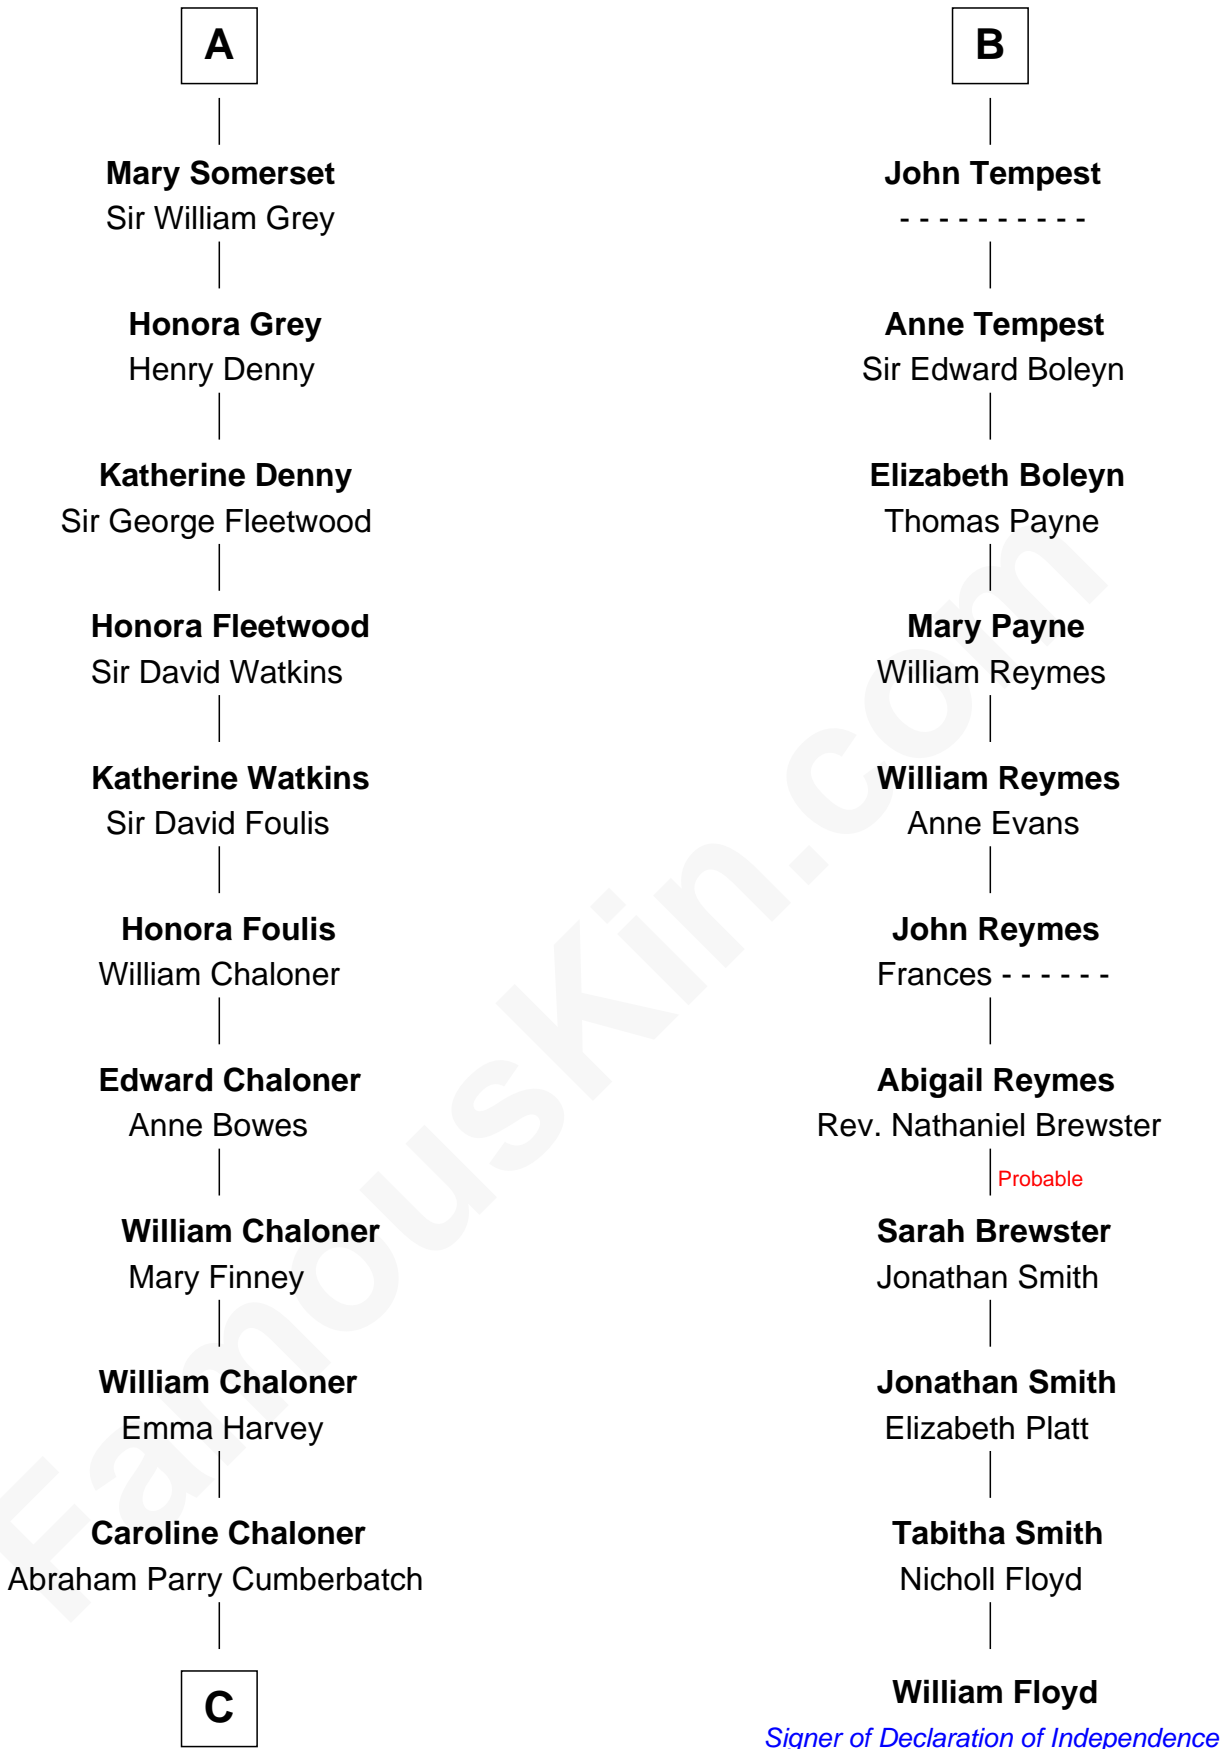 A
Mary Somerset
Sir William Grey
Honora Grey
Henry Denny
Katherine Denny
Sir George Fleetwood
Honora Fleetwood
Sir David Watkins
Katherine Watkins
Sir David Foulis
Honora Foulis
William Chaloner
Edward Chaloner
Anne Bowes
William Chaloner
Mary Finney
William Chaloner
Emma Harvey
Caroline Chaloner
Abraham Parry Cumberbatch
C
B
John Tempest
- - - - - - - - - -
Anne Tempest
Sir Edward Boleyn
Elizabeth Boleyn
Thomas Payne
Mary Payne
William Reymes
William Reymes
Anne Evans
John Reymes
Frances - - - - - -
Abigail Reymes
Rev. Nathaniel Brewster
Probable
Sarah Brewster
Jonathan Smith
Jonathan Smith
Elizabeth Platt
Tabitha Smith
Nicholl Floyd
William Floyd
Signer of Declaration of Independence
FamousKin.com